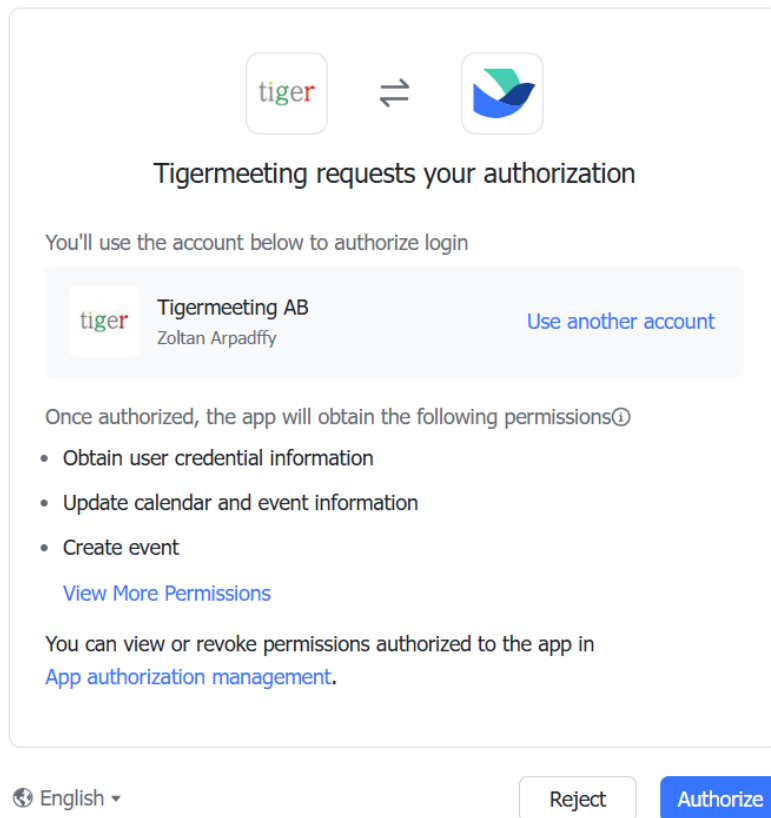 tiger
Tigermeeting requests your authorization
You'll use the account below to authorize login
tiger
Tigermeeting AB
Zoltan Arpadffy
Use another account
Once authorized, the app will obtain the following permissions
• Obtain user credential information
• Update calendar and event information
• Create event
View More Permissions
You can view or revoke permissions authorized to the app in
App authorization management.
English
Reject
Authorize